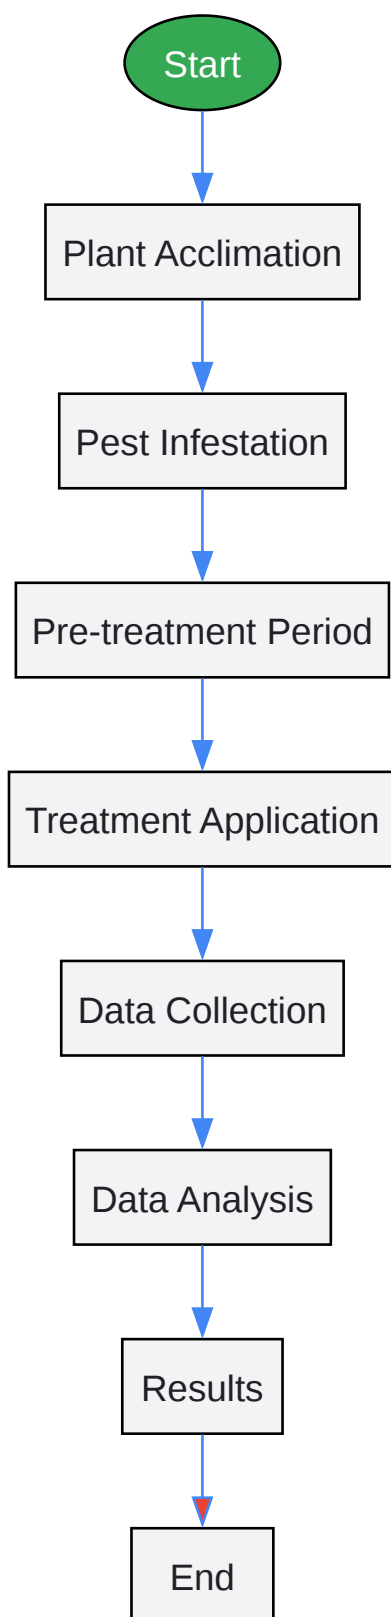 Start
Plant Acclimation
Pest Infestation
Pre-treatment Period
Treatment Application
Data Collection
Data Analysis
Results
End